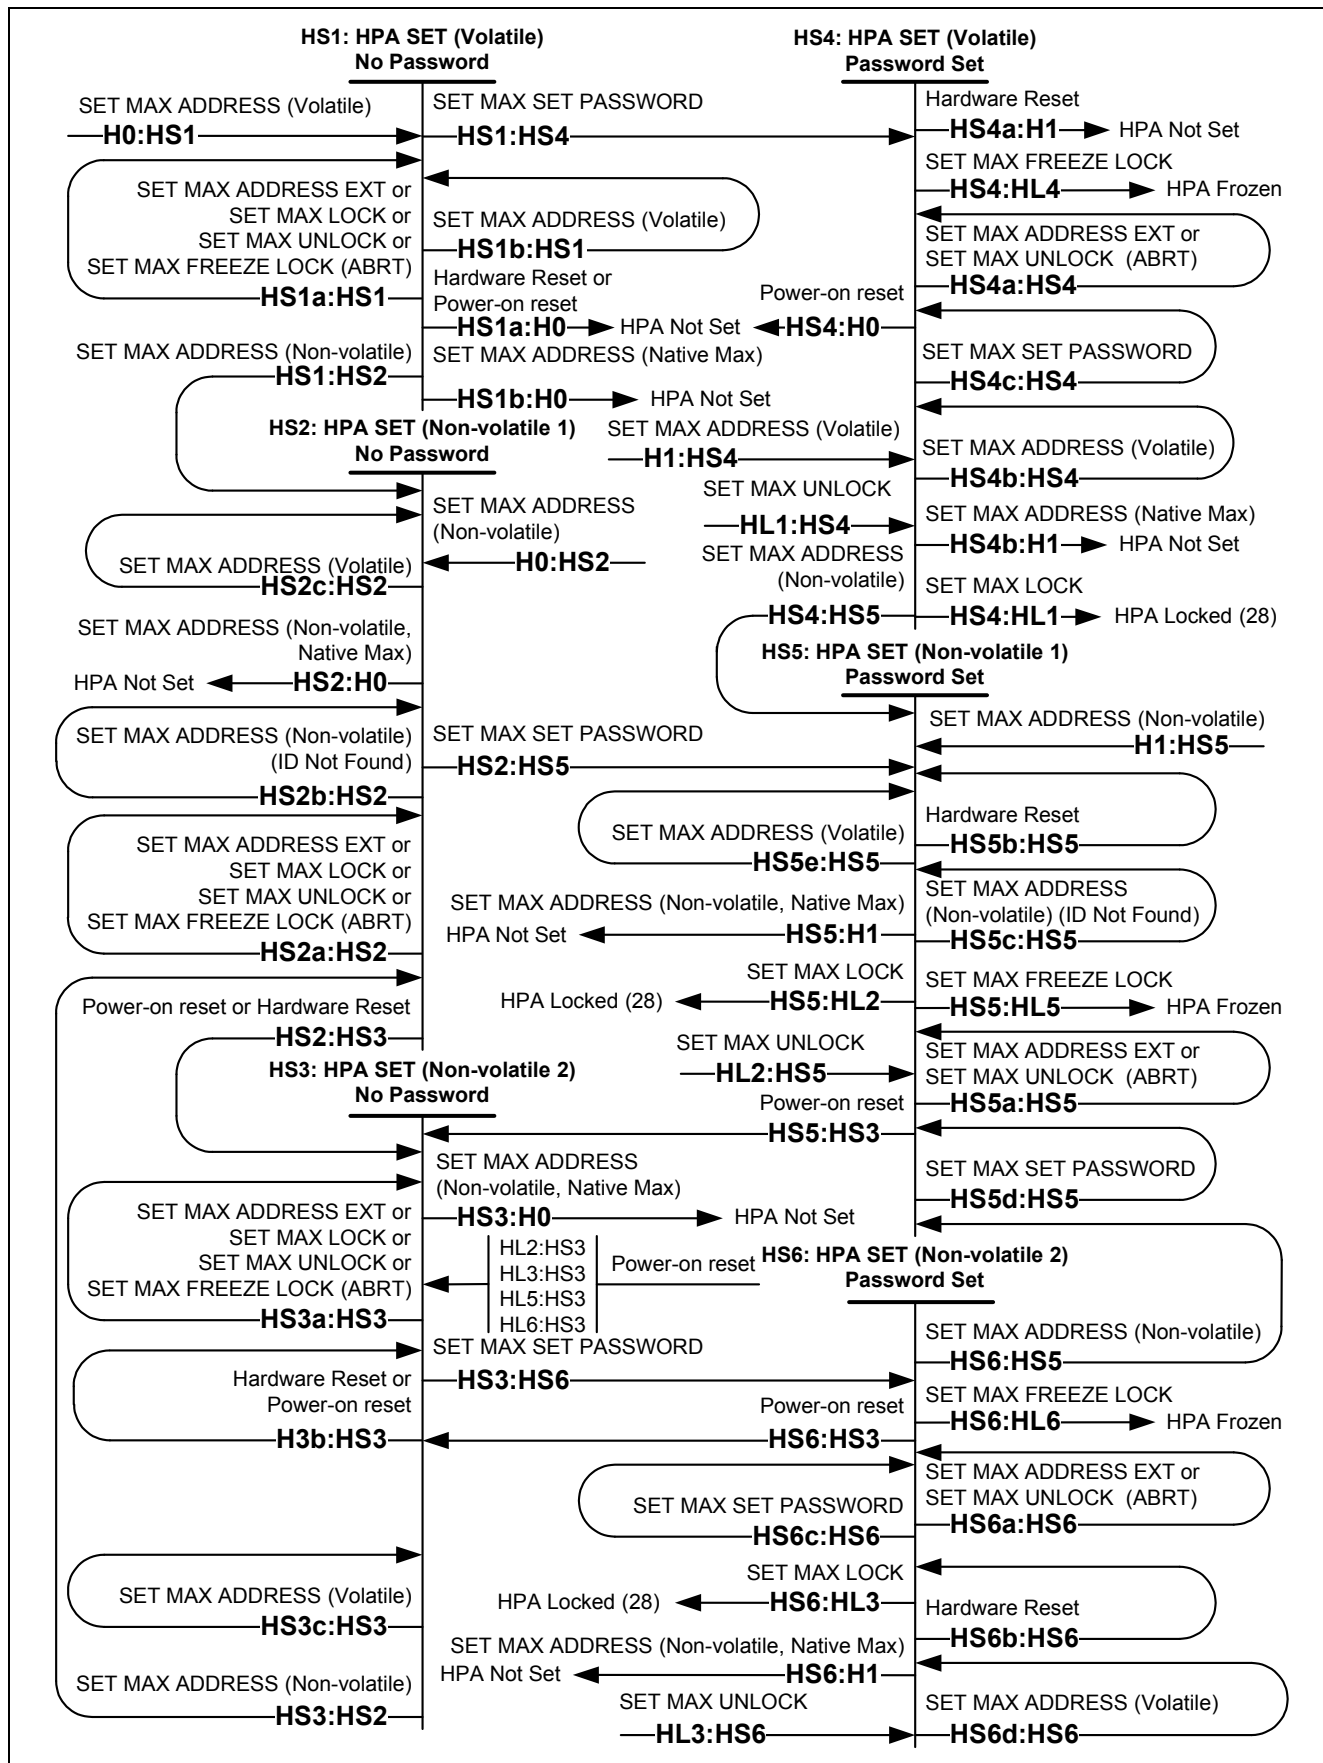 HS1: HPA SET (Volatile)
No Password
SET MAX ADDRESS (Volatile)
H0:HS1
SET MAX SET PASSWORD
HS1:HS4
SET MAX ADDRESS EXT or
SET MAX LOCK or
SET MAX UNLOCK or
SET MAX FREEZE LOCK (ABRT)
HS1a:HS1
SET MAX ADDRESS (Volatile)
HS1b:HS1
Hardware Reset or
Power-on reset
HS1a:H0
HPA Not Set
SET MAX ADDRESS (Non-volatile)
HS1:HS2
SET MAX ADDRESS (Native Max)
HS1b:H0
HPA Not Set
HS2: HPA SET (Non-volatile 1)
No Password
SET MAX ADDRESS
(Non-volatile)
H0:HS2
SET MAX ADDRESS (Volatile)
HS2c:HS2
SET MAX ADDRESS (Non-volatile,
Native Max)
HPA Not Set
HS2:H0
SET MAX ADDRESS (Non-volatile)
(ID Not Found)
HS2b:HS2
SET MAX SET PASSWORD
HS2:HS5
SET MAX ADDRESS EXT or
SET MAX LOCK or
SET MAX UNLOCK or
SET MAX FREEZE LOCK (ABRT)
HS2a:HS2
Power-on reset or Hardware Reset
HS2:HS3
HS3: HPA SET (Non-volatile 2)
No Password
SET MAX ADDRESS
(Non-volatile, Native Max)
HS3:H0
HPA Not Set
SET MAX ADDRESS EXT or
SET MAX LOCK or
SET MAX UNLOCK or
SET MAX FREEZE LOCK (ABRT)
HS3a:HS3
HL2:HS3
HL3:HS3
HL5:HS3
HL6:HS3
Power-on reset
SET MAX SET PASSWORD
HS3:HS6
Hardware Reset or
Power-on reset
H3b:HS3
SET MAX ADDRESS (Volatile)
HS3c:HS3
SET MAX ADDRESS (Non-volatile)
HS3:HS2
HS4: HPA SET (Volatile)
Password Set
Hardware Reset
HS4a:H1
HPA Not Set
SET MAX FREEZE LOCK
HS4:HL4
HPA Frozen
SET MAX ADDRESS EXT or
SET MAX UNLOCK (ABRT)
HS4a:HS4
Power-on reset
HS4:H0
SET MAX SET PASSWORD
HS4c:HS4
SET MAX ADDRESS (Volatile)
H1:HS4
SET MAX ADDRESS (Volatile)
HS4b:HS4
SET MAX UNLOCK
HL1:HS4
SET MAX ADDRESS (Native Max)
HS4b:H1
HPA Not Set
SET MAX ADDRESS
(Non-volatile)
HS4:HS5
SET MAX LOCK
HS4:HL1
HPA Locked (28)
HS5: HPA SET (Non-volatile 1)
Password Set
SET MAX ADDRESS (Non-volatile)
H1:HS5
Hardware Reset
HS5b:HS5
SET MAX ADDRESS (Volatile)
HS5e:HS5
SET MAX ADDRESS
(Non-volatile) (ID Not Found)
HS5c:HS5
SET MAX ADDRESS (Non-volatile, Native Max)
HPA Not Set
HS5:H1
SET MAX LOCK
HPA Locked (28)
HS5:HL2
SET MAX FREEZE LOCK
HS5:HL5
HPA Frozen
SET MAX UNLOCK
HL2:HS5
SET MAX ADDRESS EXT or
SET MAX UNLOCK (ABRT)
HS5a:HS5
Power-on reset
HS5:HS3
SET MAX SET PASSWORD
HS5d:HS5
HS6: HPA SET (Non-volatile 2)
Password Set
SET MAX ADDRESS (Non-volatile)
HS6:HS5
SET MAX FREEZE LOCK
HS6:HL6
HPA Frozen
Power-on reset
HS6:HS3
SET MAX ADDRESS EXT or
SET MAX UNLOCK (ABRT)
HS6a:HS6
SET MAX SET PASSWORD
HS6c:HS6
SET MAX LOCK
HPA Locked (28)
HS6:HL3
Hardware Reset
HS6b:HS6
SET MAX ADDRESS (Non-volatile, Native Max)
HPA Not Set
HS6:H1
SET MAX UNLOCK
HL3:HS6
SET MAX ADDRESS (Volatile)
HS6d:HS6